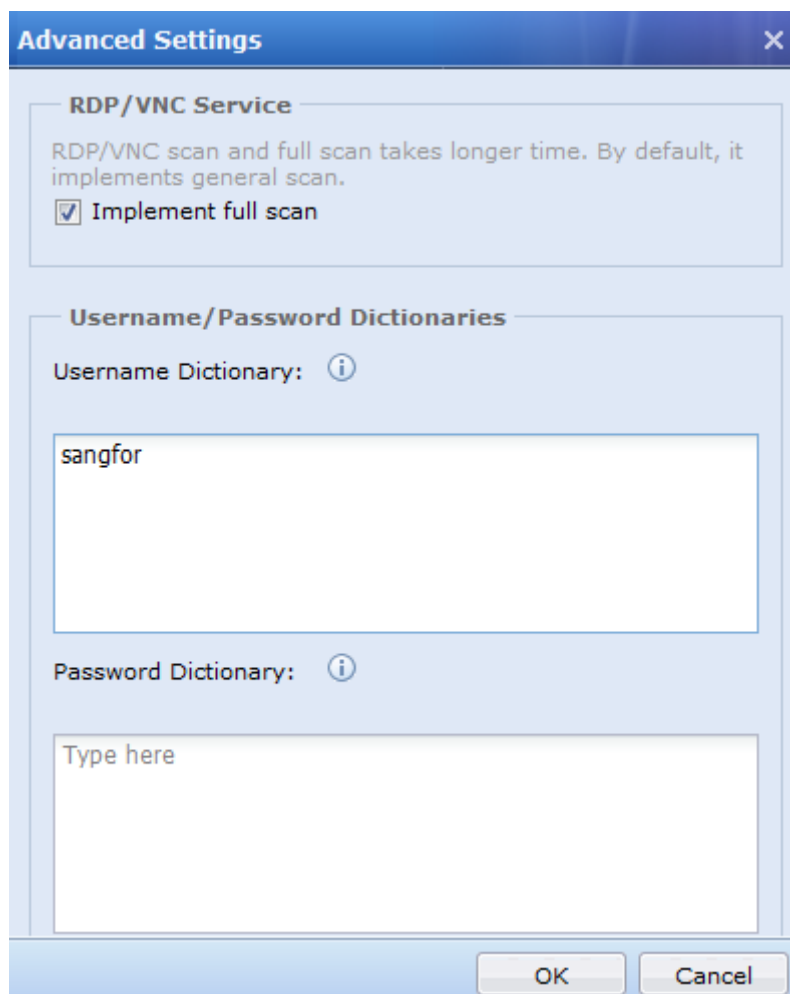 Advanced Settings
RDP/VNC Service
RDP/VNC scan and full scan takes longer time. By default, it
implements general scan.
Implement full scan
Username/Password Dictionaries
Username Dictionary:
sangfor
Password Dictionary:
Type here
OK
Cancel